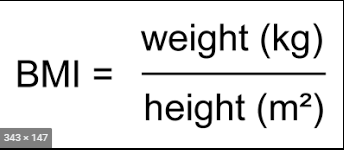 weight (kg)
BMI =
height (m²)
343 × 147